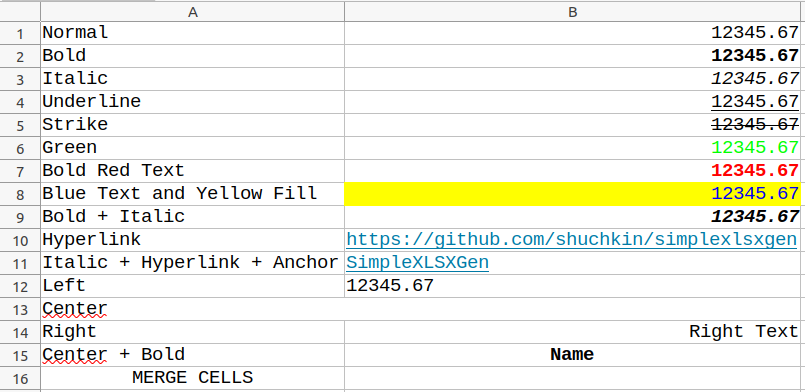 A B
1 Normal 12345.67
2 Bold 12345.67
3 Italic 12345.67
4 Underline 12345.67
5 Strike 12345.67
6 Green 12345.67
7 Bold Red Text 12345.67
8 Blue Text and Yellow Fill 12345.67
9 Bold + Italic 12345.67
10 Hyperlink https://github.com/shuchkin/simplexlsxgen
11 Italic + Hyperlink + Anchor SimpleXLSXGen
12 Left 12345.67
13 Center
14 Right Right Text
15 Center + Bold Name
16 MERGE CELLS